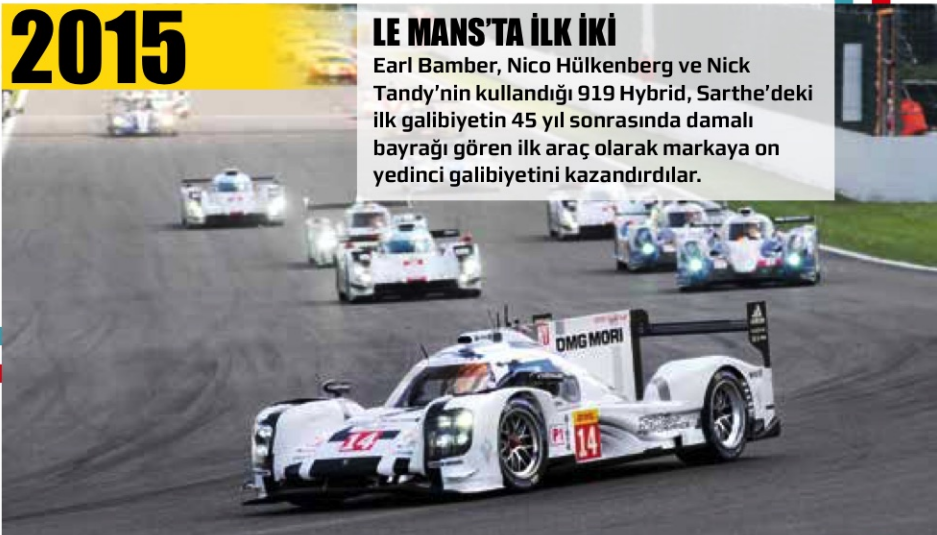 2015
LE MANS'TA İLK İKİ
Earl Bamber, Nico Hülkenberg ve Nick
Tandy'nin kullandığı 919 Hybrid, Sarthe'deki
ilk galibiyetin 45 yıl sonrasında damalı
bayrağı gören ilk araç olarak markaya on
yedinci galibiyetini kazandırdılar.
DMG MORI
adidas
14
P1
14